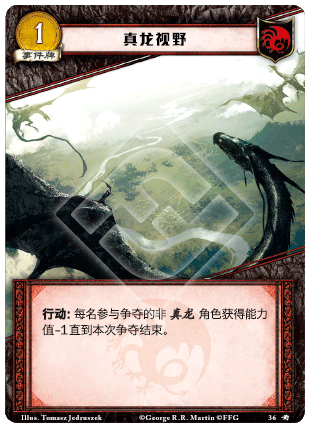 1
事件牌
真龙视野
行动: 每名参与争夺的非 真龙 角色获得能力
值-1直到本次争夺结束。
Illus. Tomasz Jedruszek ©George R.R. Martin ©FFG 36